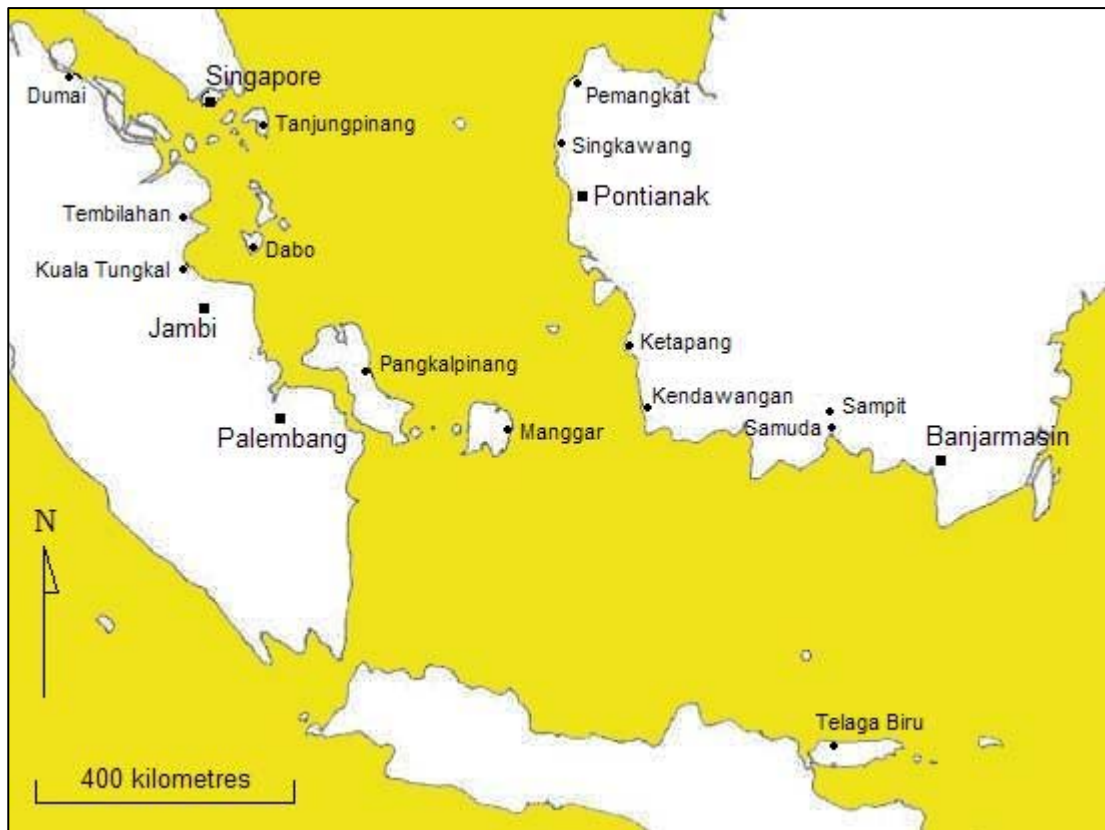 Singapore
Dumai
Pemangkat
Tanjungpinang
Singkawang
Pontianak
Tembilahan
Dabo
Kuala Tungkal
Jambi
Ketapang
Pangkalpinang
Kendawangan
Sampit
Samuda
Manggar
Palembang
Banjarmasin
N
Telaga Biru
400 kilometres